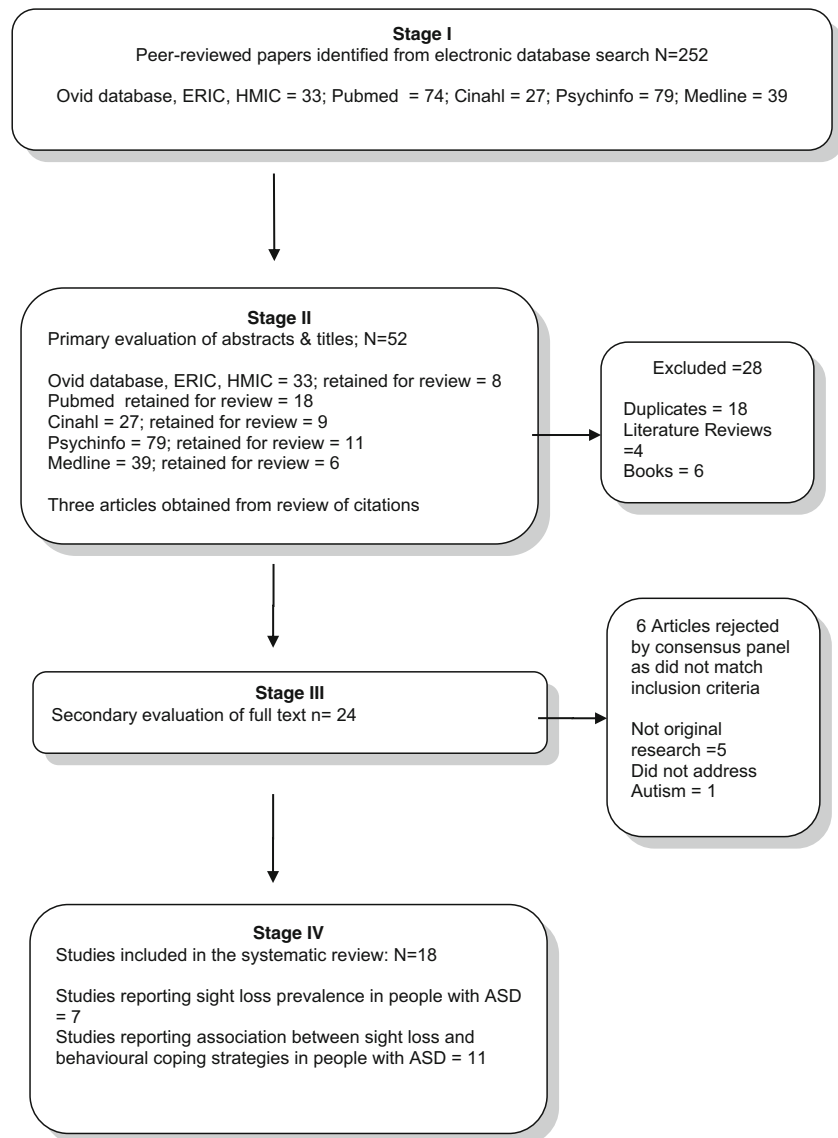 Stage I
Peer-reviewed papers identified from electronic database search N=252
Ovid database, ERIC, HMIC = 33; Pubmed = 74; Cinahl = 27; Psychinfo = 79; Medline = 39
Stage II
Primary evaluation of abstracts & titles; N=52
Ovid database, ERIC, HMIC = 33; retained for review = 8
Pubmed retained for review = 18
Cinahl = 27; retained for review = 9
Psychinfo = 79; retained for review = 11
Medline = 39; retained for review = 6
Three articles obtained from review of citations
Excluded =28
Duplicates = 18
Literature Reviews
=4
Books = 6
Stage III
Secondary evaluation of full text n= 24
6 Articles rejected
by consensus panel
as did not match
inclusion criteria
Not original
research =5
Did not address
Autism = 1
Stage IV
Studies included in the systematic review: N=18
Studies reporting sight loss prevalence in people with ASD
= 7
Studies reporting association between sight loss and
behavioural coping strategies in people with ASD = 11